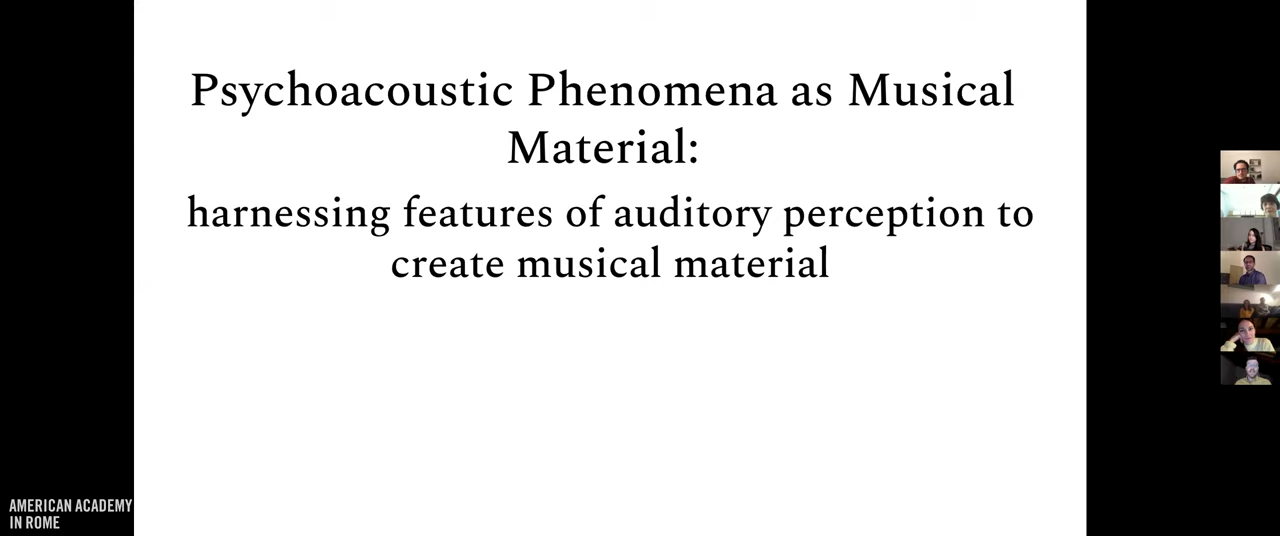 Psychoacoustic Phenomena as Musical
Material:
harnessing features of auditory perception to
create musical material
AMERICAN ACADEMY
IN ROME